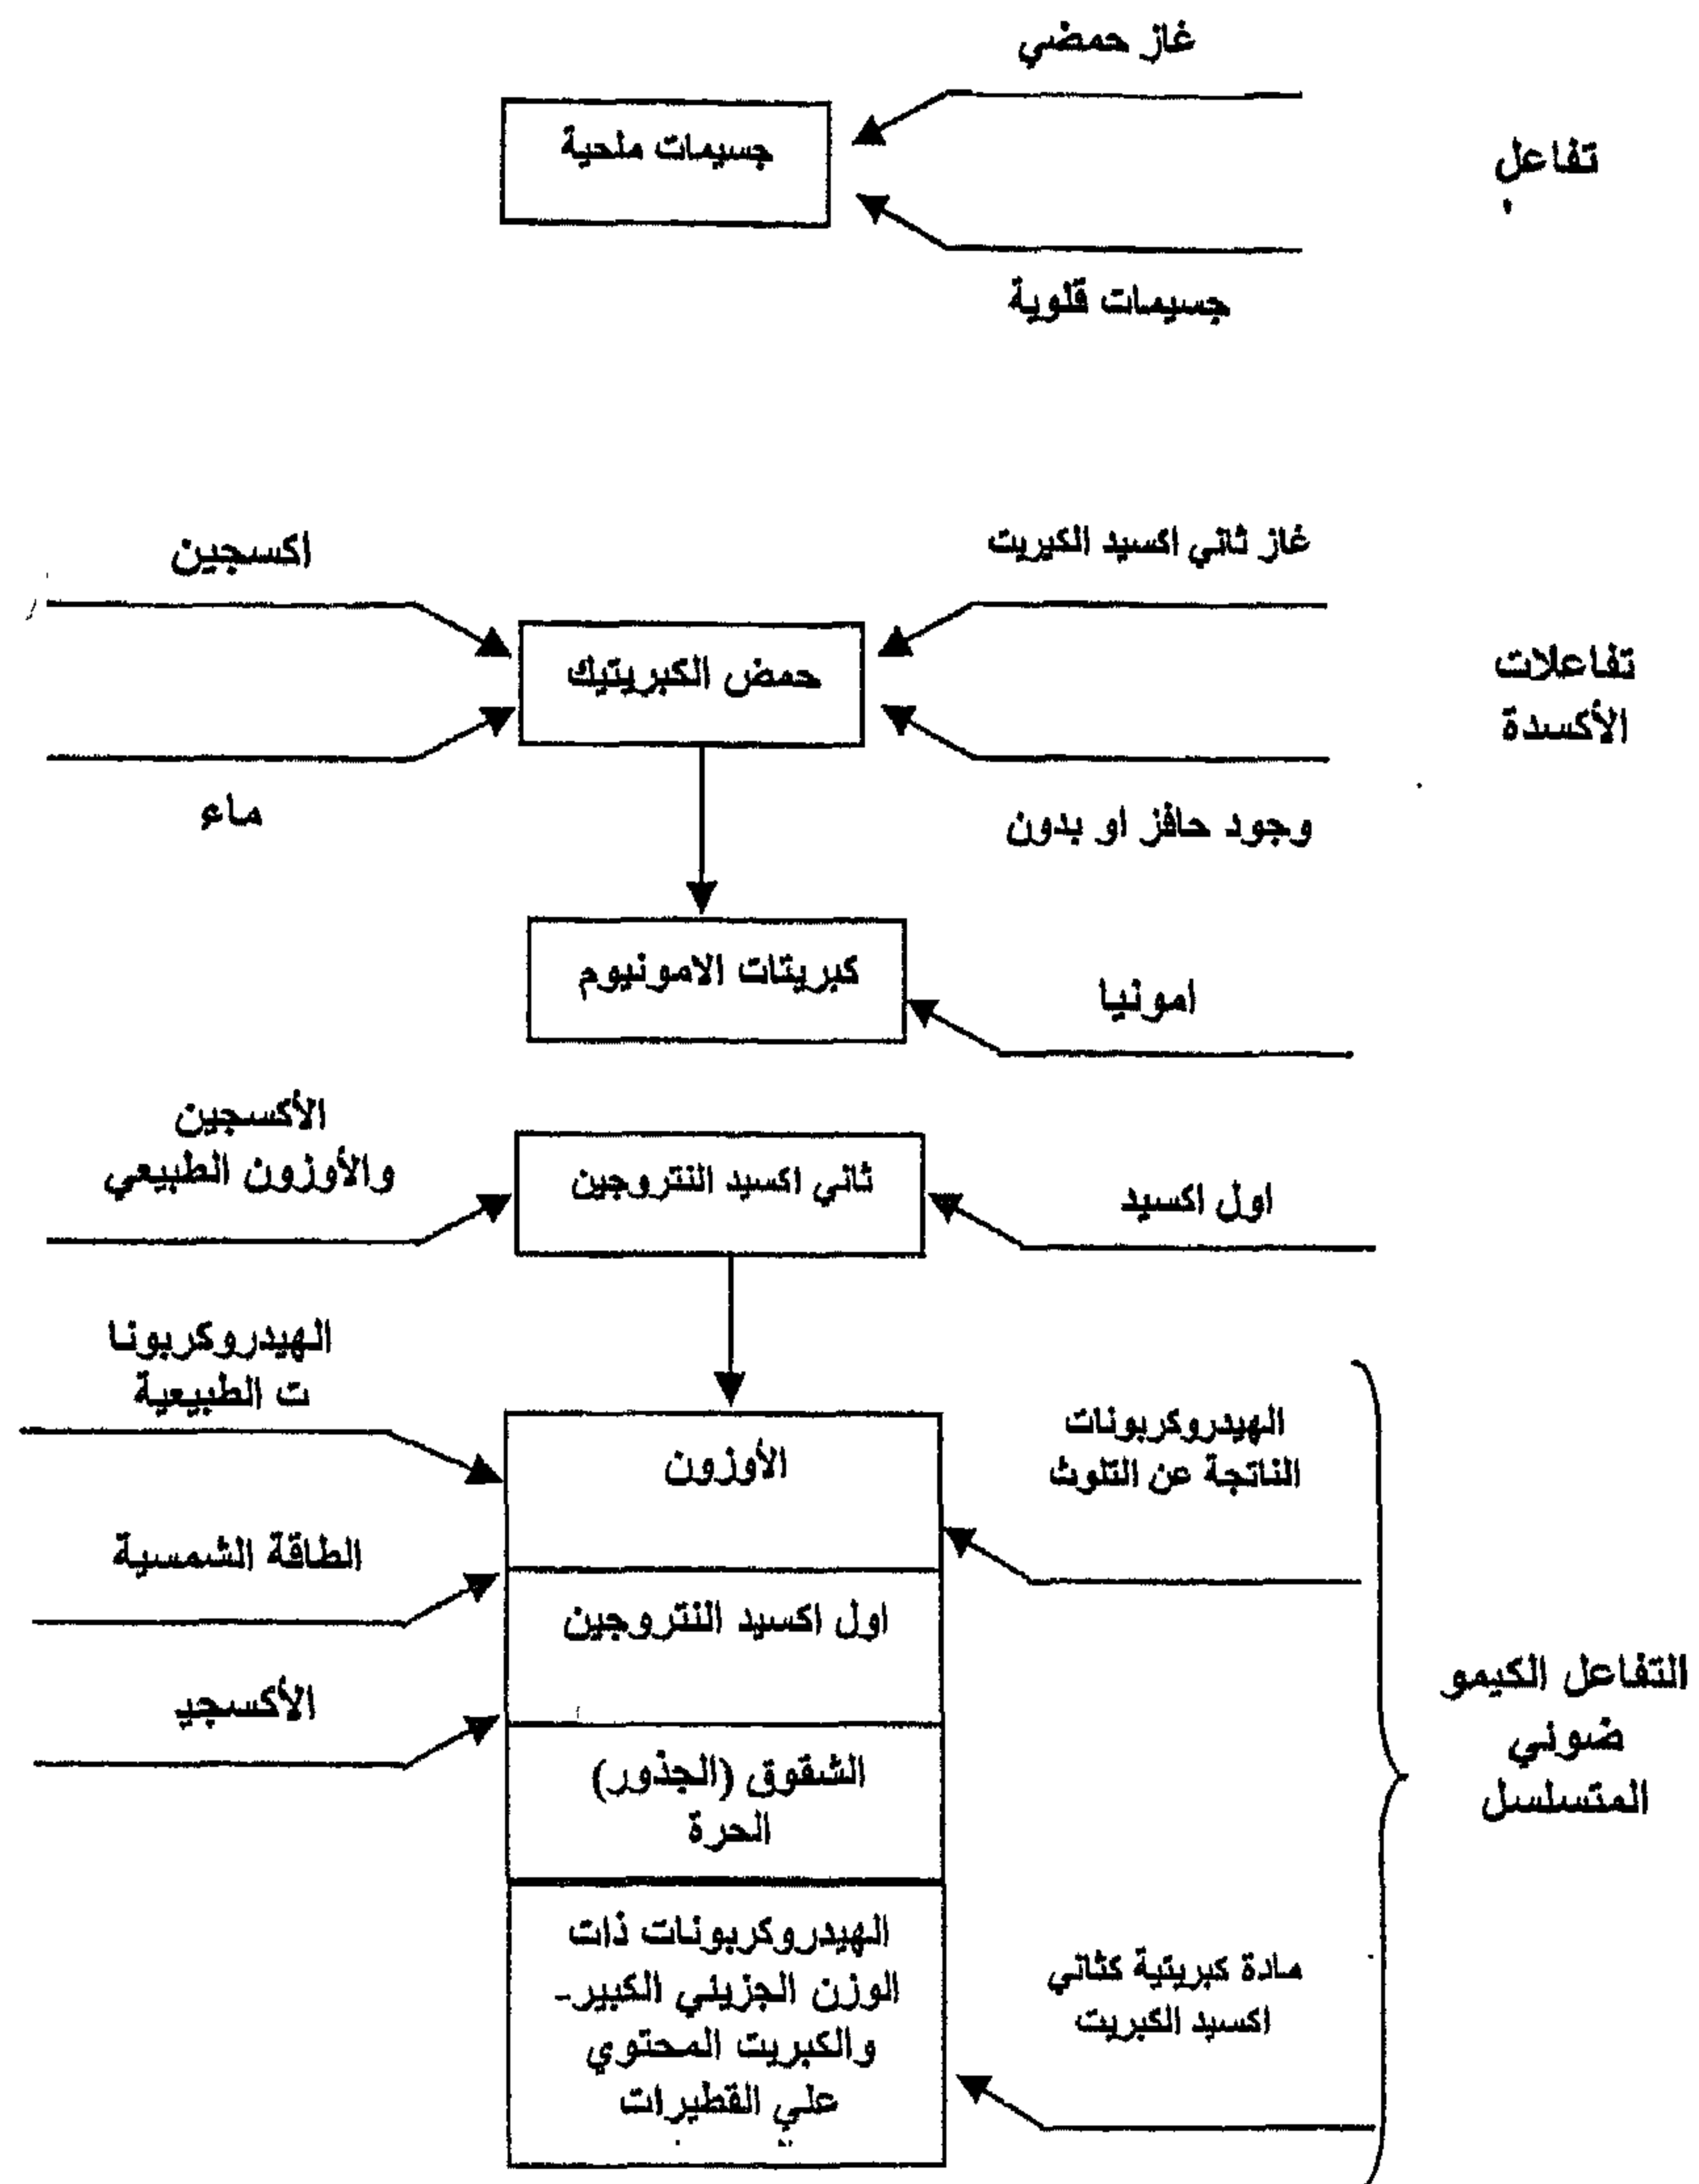 غاز حمضي
جسيمات ملحية
تفاعل
جسيمات قلوية
غاز ثاني اكسيد الكبريت
اكسجين
حمض الكبريتيك
تفاعلات
الأكسدة
وجود حافز او بدون
ماء
كبريتات الامونيوم
امونيا
الأكسجين
والأوزون الطبيعي
ثاني اكسيد النتروجين
اول اكسيد
الهيدروكربونا
ت الطبيعية
الأوزون
الهيدروكربونات
الناتجة عن التلوث
الطاقة الشمسية
اول اكسيد النتروجين
الأكسجيـ
التفاعل الكيمو
ضوئي
المتسلسل
الشقوق (الجذور)
الحرة
الهيدروكربونات ذات
الوزن الجزيئي الكبير-
والكبريت المحتوي
علي القطيرات
مادة كبريتية كثاني
اكسيد الكبريت